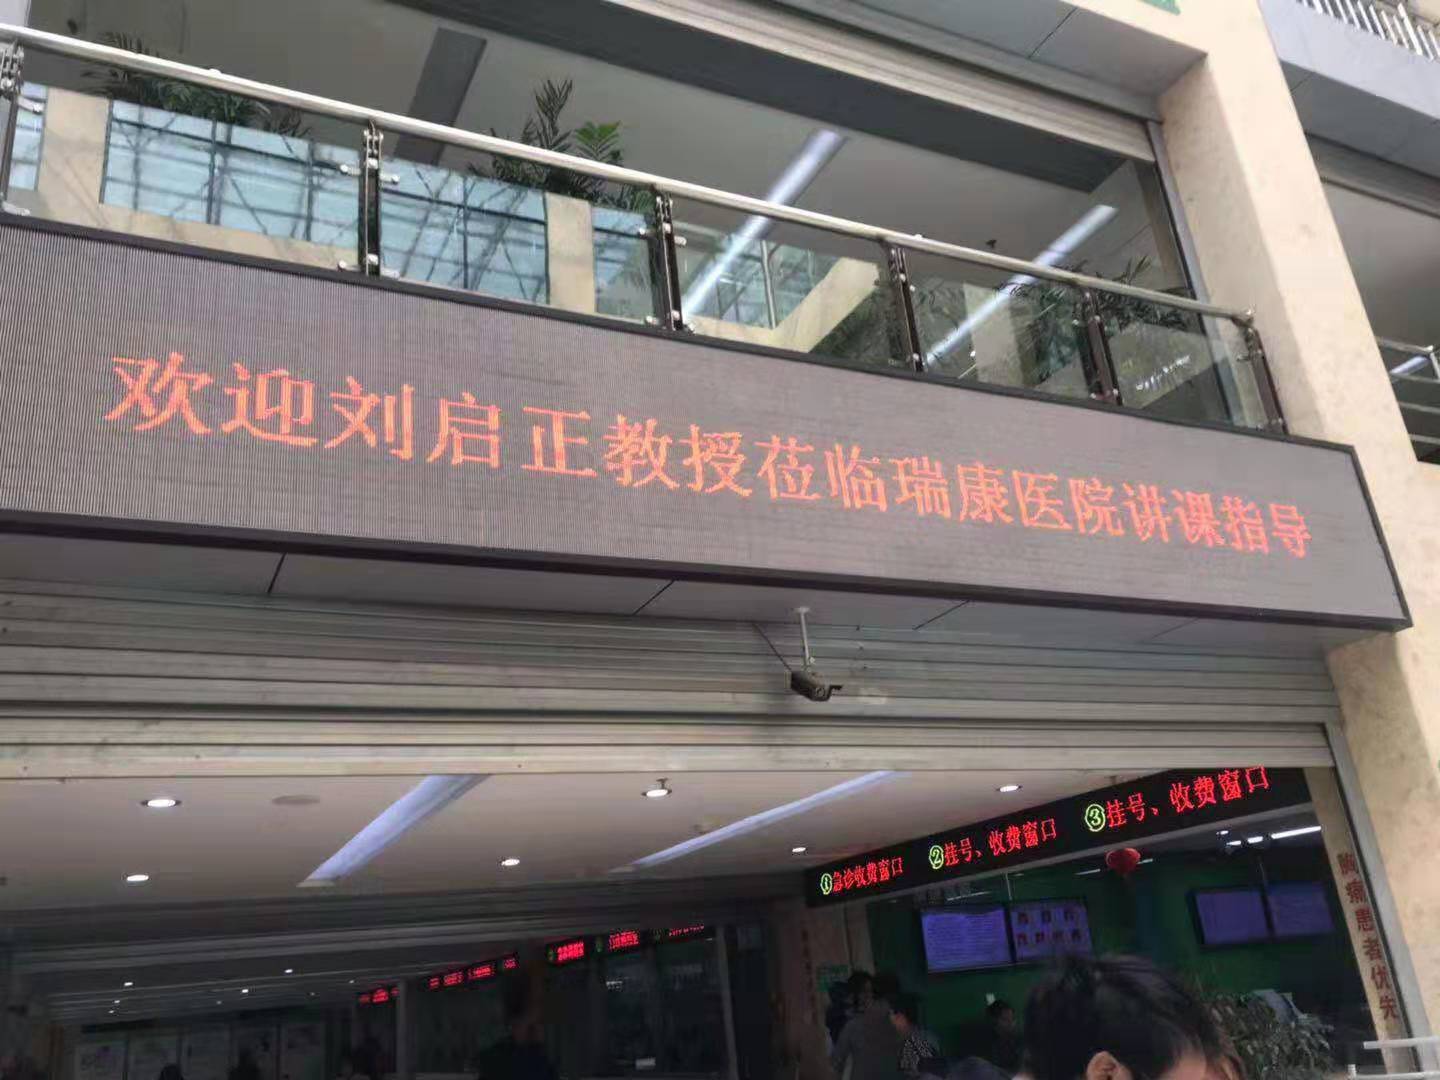 欢迎刘启正教授莅临瑞康医院讲课指导
①急诊收费窗口
②挂号、收费窗口
③挂号、收费窗口
胸痛患者优先